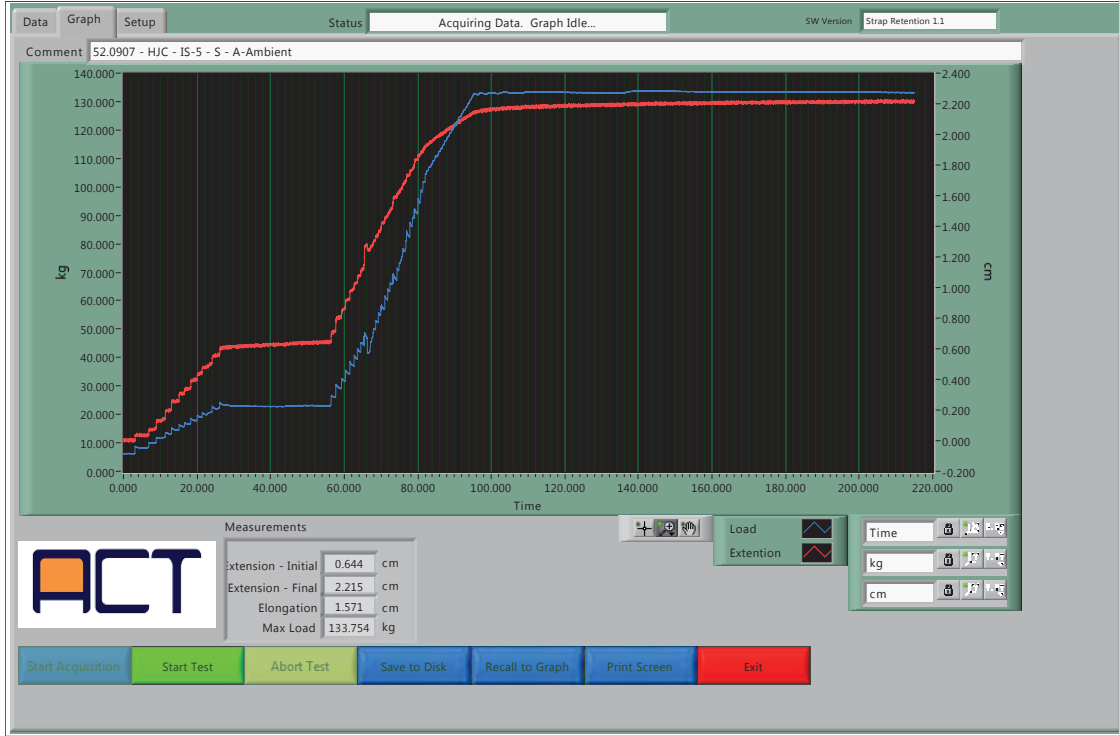 Data Graph Setup Status Acquiring Data.  Graph Idle... SW Version Strap Retention 1.1
Comment 52.0907 - HJC - IS-5 - S - A-Ambient
140.000
130.000
120.000
110.000
100.000
90.000
80.000
70.000
60.000
50.000
40.000
30.000
20.000
10.000
0.000
kg
2.400
2.200
2.000
1.800
1.600
1.400
1.200
1.000
0.800
0.600
0.400
0.200
0.000
-0.200
cm
0.000 20.000 40.000 60.000 80.000 100.000 120.000 140.000 160.000 180.000 200.000 220.000
Time
Measurements
Extension - Initial 0.644 cm
Extension - Final 2.215 cm
Elongation 1.571 cm
Max Load 133.754 kg
Load
Extention
Time
kg
cm
ACT
Start Acquisition Start Test Abort Test Save to Disk Recall to Graph Print Screen Exit